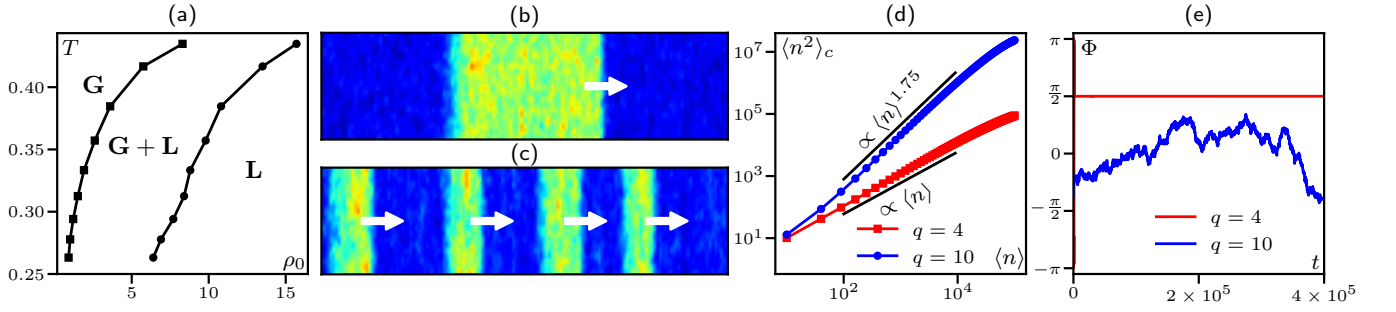 (a)
T
0.40
0.35
0.30
0.25
G
G + L
L
ρ₀
5
10
15
(b)
(c)
(d)
⟨n²⟩c
10⁷
10⁵
10³
10¹
∝ ⟨n⟩¹·⁷⁵
∝ ⟨n⟩
q = 4
q = 10
⟨n⟩
10²
10⁴
(e)
Φ
π
π/2
0
−π/2
−π
q = 4
q = 10
t
0
2 × 10⁵
4 × 10⁵